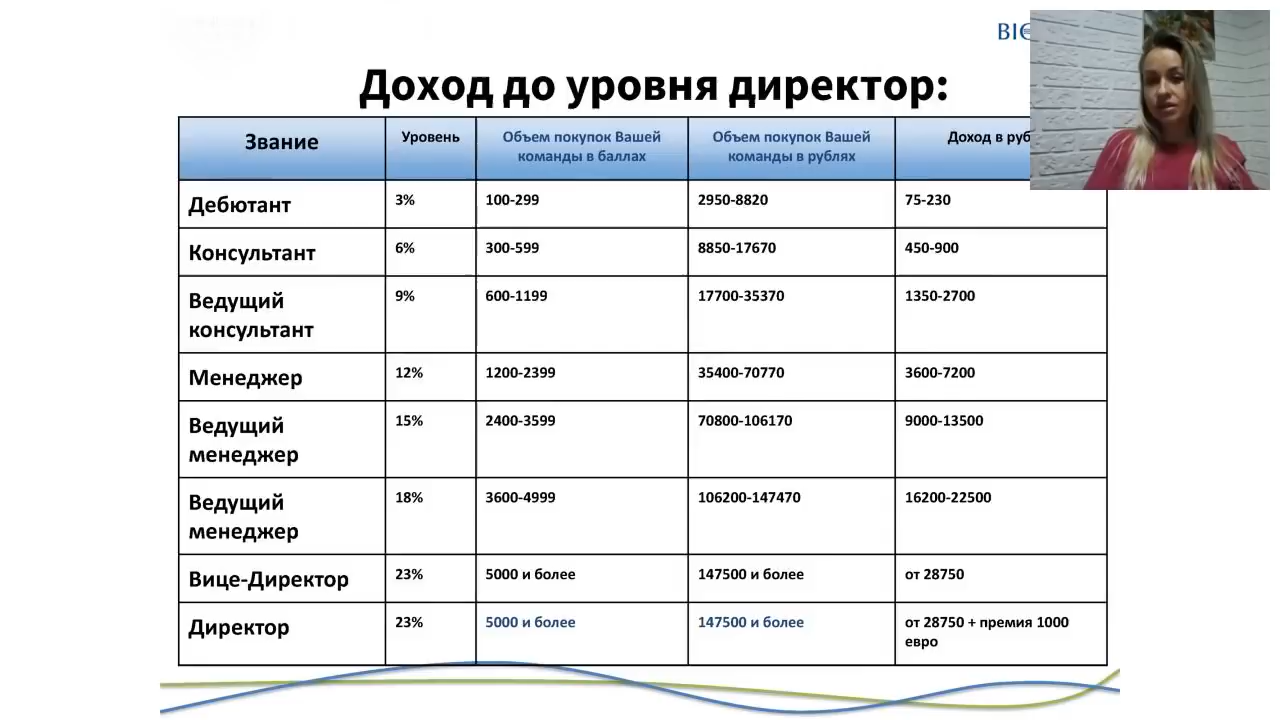 Доход до уровня директор:
Звание
Уровень
Объем покупок Вашей
команды в баллах
Объем покупок Вашей
команды в рублях
Доход в
Дебютант
3%
100-299
2950-8820
75-230
Консультант
6%
300-599
8850-17670
450-900
Ведущий
консультант
9%
600-1199
17700-35370
1350-2700
Менеджер
12%
1200-2399
35400-70770
3600-7200
Ведущий
менеджер
15%
2400-3599
70800-106170
9000-13500
Ведущий
менеджер
18%
3600-4999
106200-147470
16200-22500
Вице-Директор
23%
5000 и более
147500 и более
от 28750
Директор
23%
5000 и более
147500 и более
от 28750 + премия 1000
евро